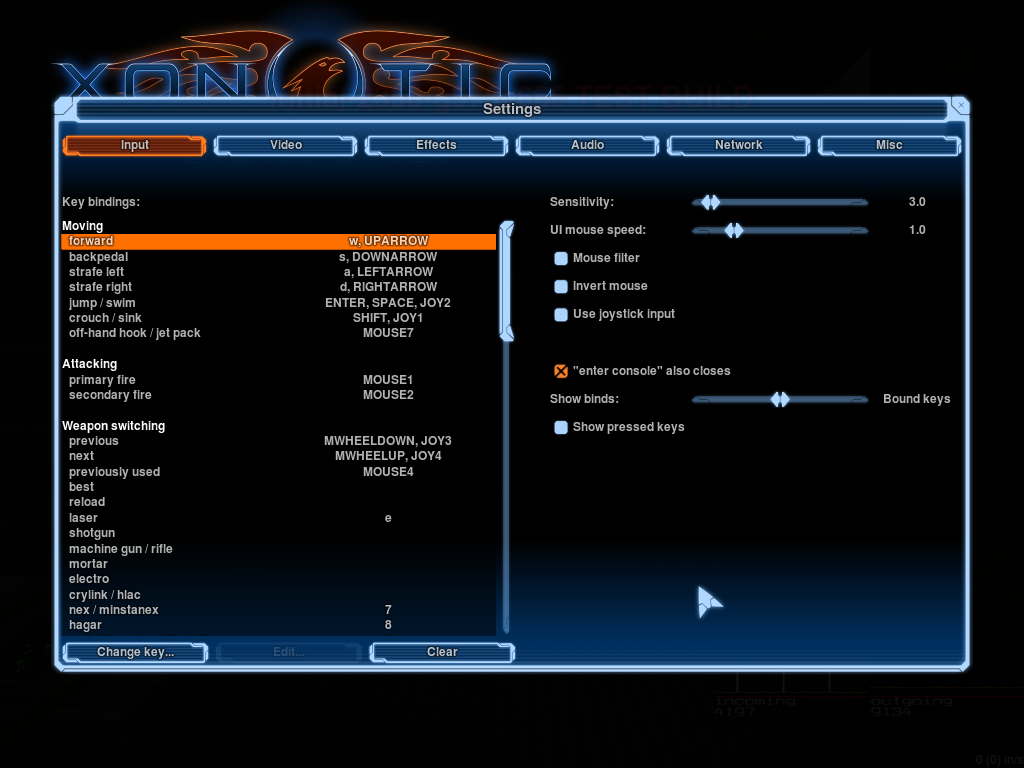 XONOTIC
Settings
Input Video Effects Audio Network Misc
Key bindings:
Moving
forward w, UPARROW
backpedal s, DOWNARROW
strafe left a, LEFTARROW
strafe right d, RIGHTARROW
jump / swim ENTER, SPACE, JOY2
crouch / sink SHIFT, JOY1
off-hand hook / jet pack MOUSE7
Attacking
primary fire MOUSE1
secondary fire MOUSE2
Weapon switching
previous MWHEELDOWN, JOY3
next MWHEELUP, JOY4
previously used MOUSE4
best
reload
laser e
shotgun
machine gun / rifle
mortar
electro
crylink / hlac
nex / minstanex 7
hagar 8
Change key... Edit... Clear
Sensitivity: 3.0
UI mouse speed: 1.0
Mouse filter
Invert mouse
Use joystick input
"enter console" also closes
Show binds: Bound keys
Show pressed keys
incoming outgoing
4197 9134
0 (0) in/s